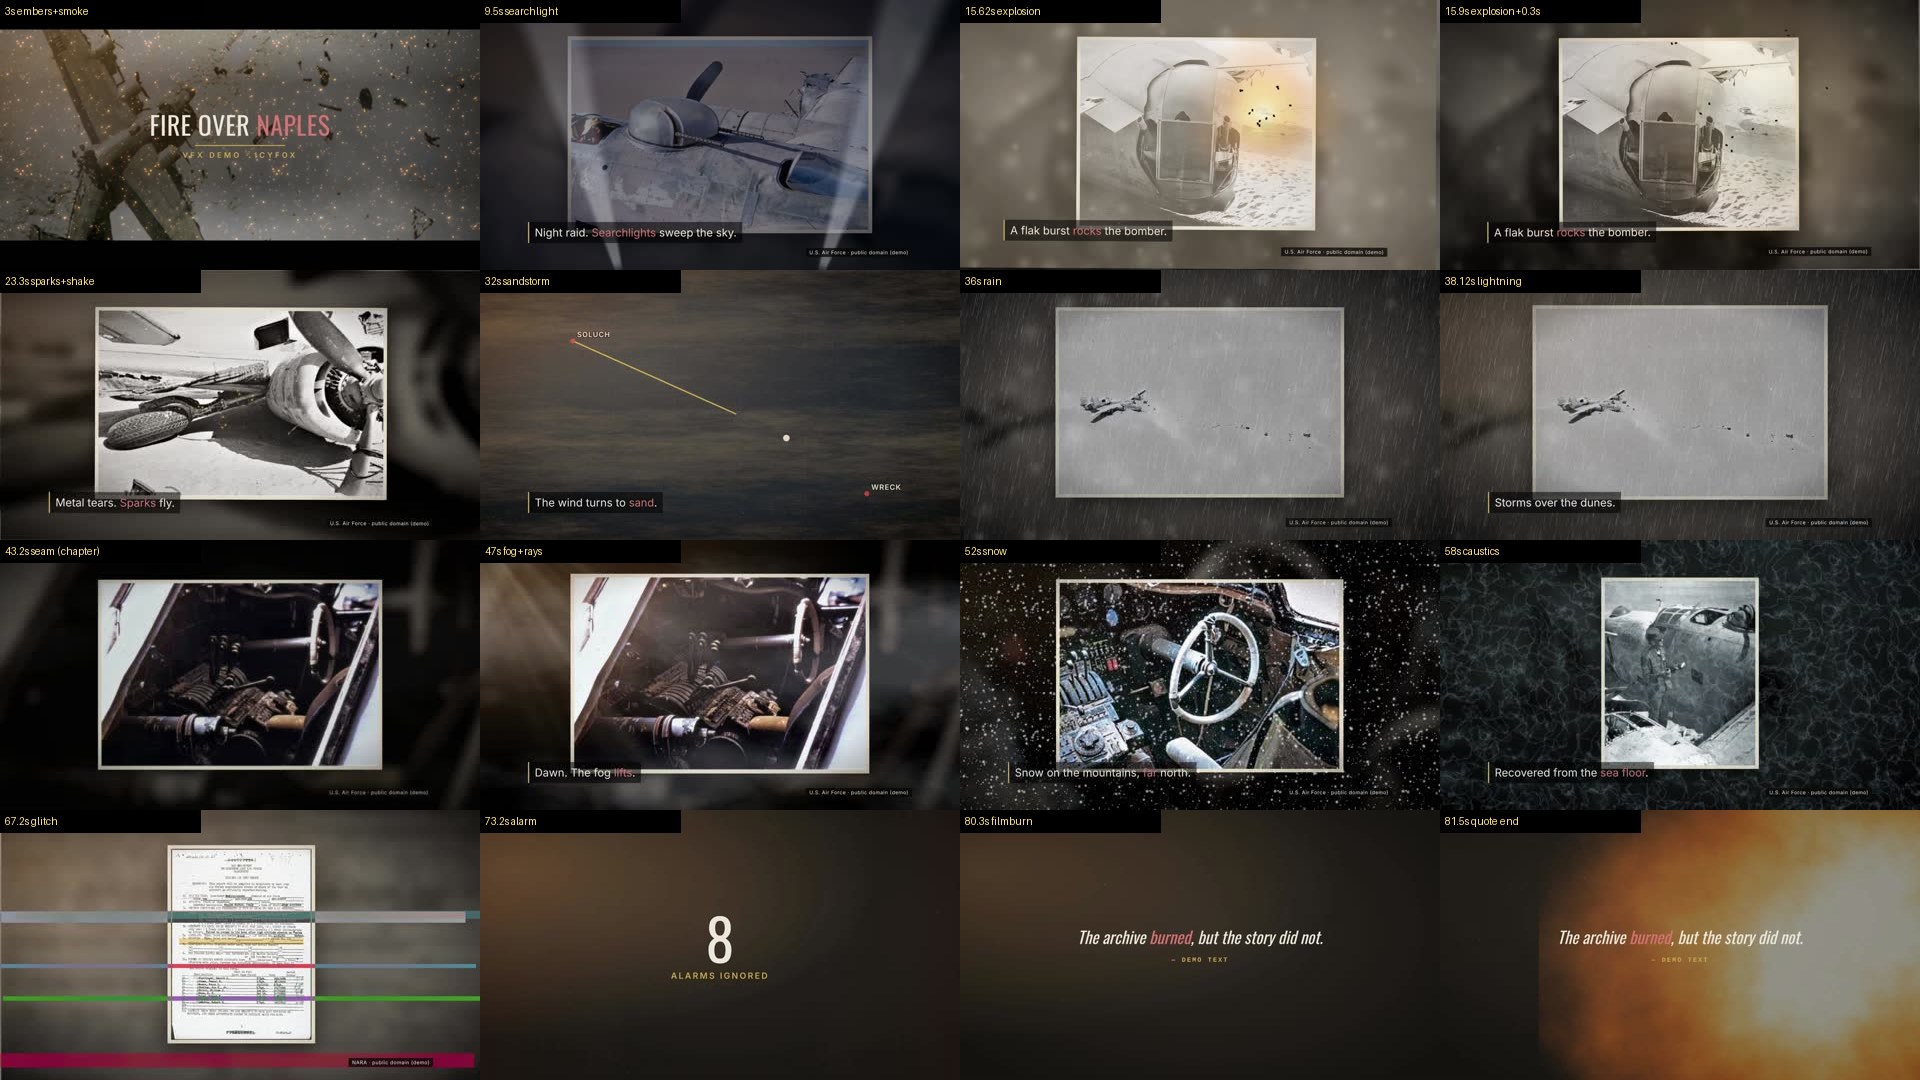 3s embers+smoke
FIRE OVER NAPLES
VFX DEMO · ICYFOX
9.5s searchlight
Night raid. Searchlights sweep the sky.
U.S. Air Force · public domain (demo)
15.62s explosion
A flak burst rocks the bomber.
U.S. Air Force · public domain (demo)
15.9s explosion+0.3s
A flak burst rocks the bomber.
U.S. Air Force · public domain (demo)
23.3s sparks+shake
Metal tears. Sparks fly.
U.S. Air Force · public domain (demo)
32s sandstorm
SOLUCH
WRECK
The wind turns to sand.
36s rain
U.S. Air Force · public domain (demo)
38.12s lightning
Storms over the dunes.
U.S. Air Force · public domain (demo)
43.2s seam (chapter)
U.S. Air Force · public domain (demo)
47s fog+rays
Dawn. The fog lifts.
U.S. Air Force · public domain (demo)
52s snow
Snow on the mountains, far north.
U.S. Air Force · public domain (demo)
58s caustics
Recovered from the sea floor.
U.S. Air Force · public domain (demo)
67.2s glitch
NARA · public domain (demo)
73.2s alarm
8
ALARMS IGNORED
80.3s filmburn
The archive burned, but the story did not.
— DEMO TEXT
81.5s quote end
The archive burned, but the story did not.
— DEMO TEXT